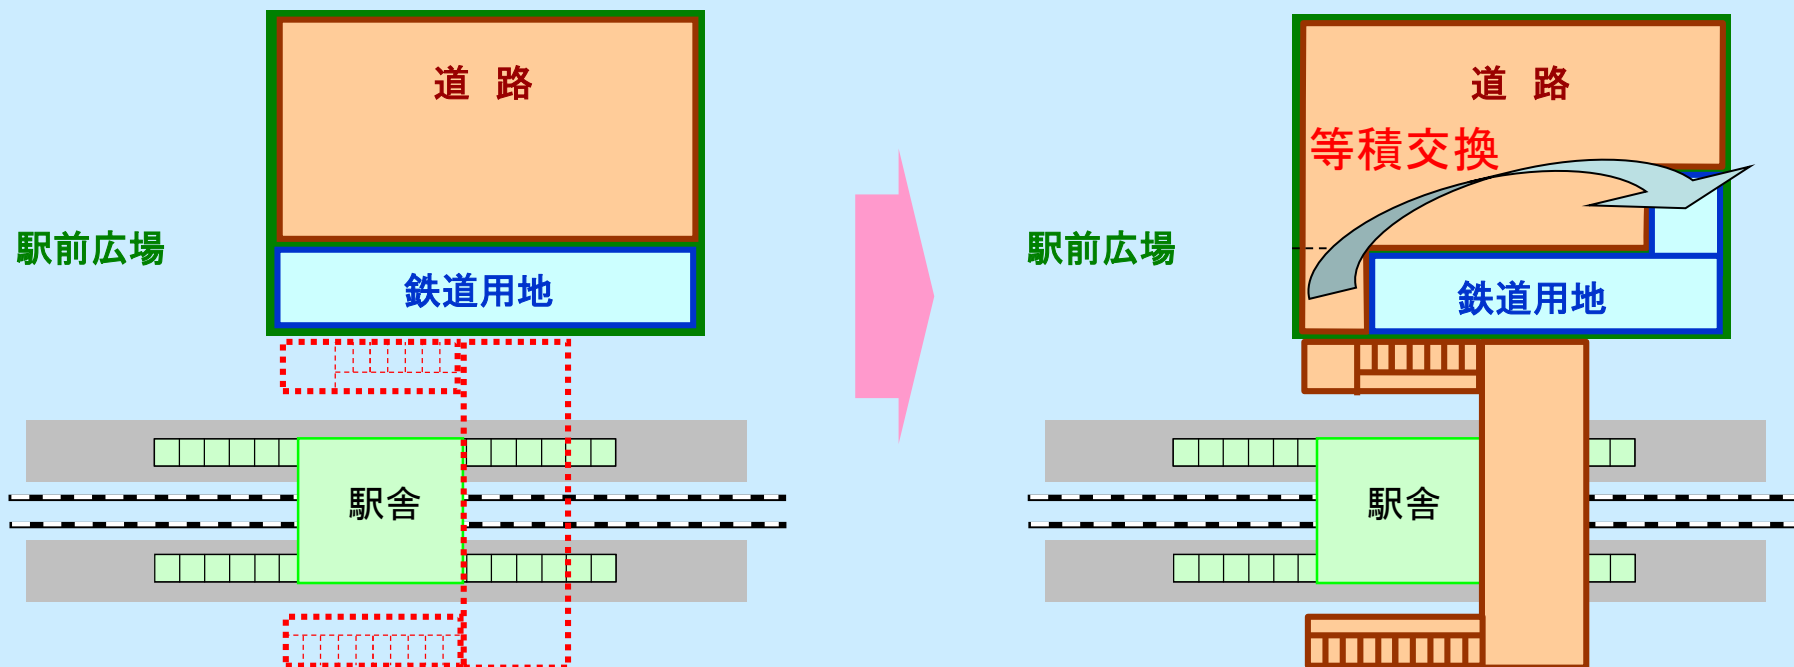 道 路
駅前広場
鉄道用地
駅舎
道 路
等積交換
駅前広場
鉄道用地
駅舎